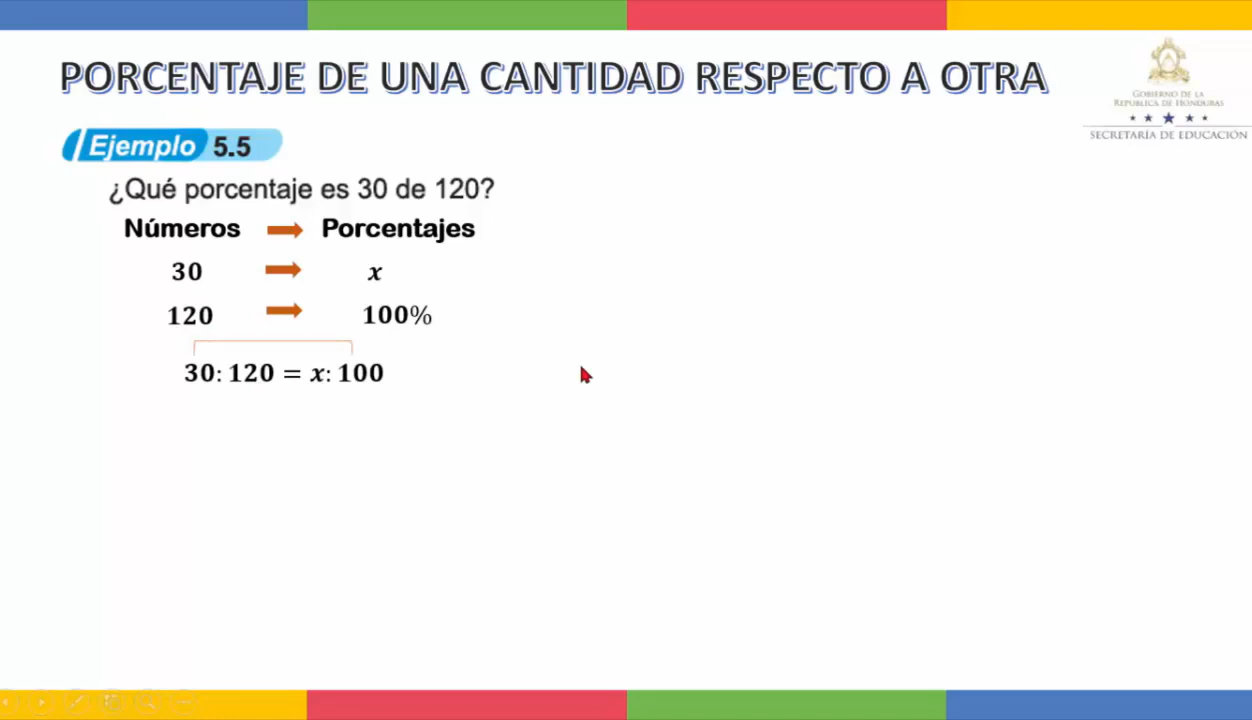 PORCENTAJE DE UNA CANTIDAD RESPECTO A OTRA
GOBIERNO DE LA
REPÚBLICA DE HONDURAS
SECRETARÍA DE EDUCACIÓN
Ejemplo 5.5
¿Qué porcentaje es 30 de 120?
Números Porcentajes
30 x
120 100%
30: 120 = x: 100